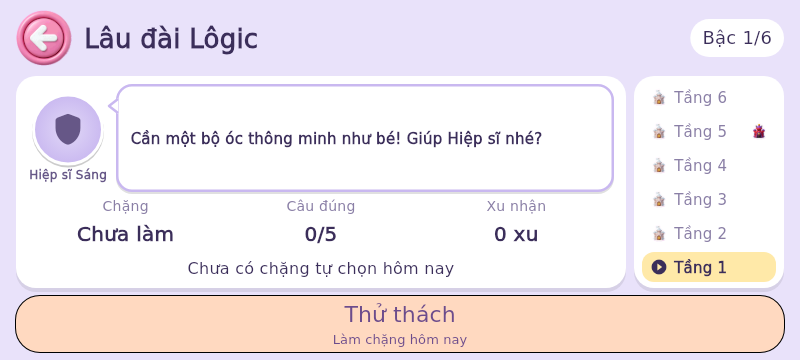 Lâu đài Lôgic
Bậc 1/6
Cần một bộ óc thông minh như bé! Giúp Hiệp sĩ nhé?
Hiệp sĩ Sáng
Chặng
Câu đúng
Xu nhận
Chưa làm
0/5
0 xu
Chưa có chặng tự chọn hôm nay
Tầng 6
Tầng 5
Tầng 4
Tầng 3
Tầng 2
Tầng 1
Thử thách
Làm chặng hôm nay